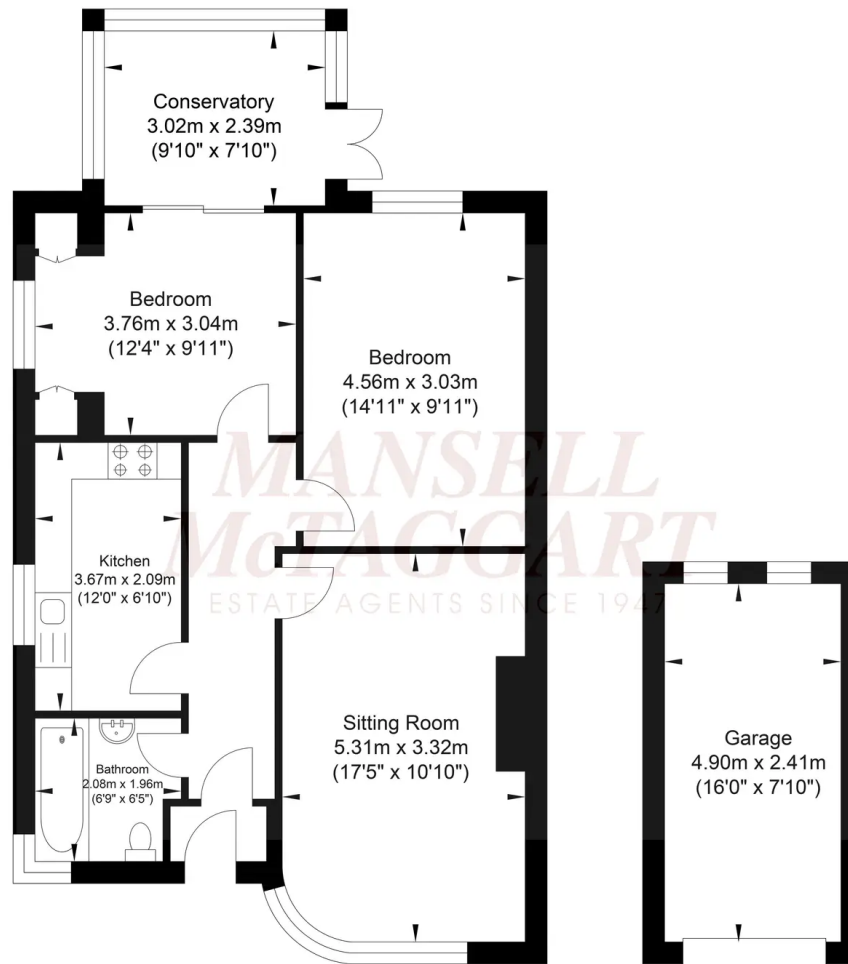 Conservatory
3.02m x 2.39m
(9'10" x 7'10")
Bedroom
3.76m x 3.04m
(12'4" x 9'11")
Bedroom
4.56m x 3.03m
(14'11" x 9'11")
MANSELL
McTAGGART
ESTATE AGENTS SINCE 1947
Kitchen
3.67m x 2.09m
(12'0" x 6'10")
Sitting Room
5.31m x 3.32m
(17'5" x 10'10")
Garage
4.90m x 2.41m
(16'0" x 7'10")
Bathroom
2.08m x 1.96m
(6'9" x 6'5")